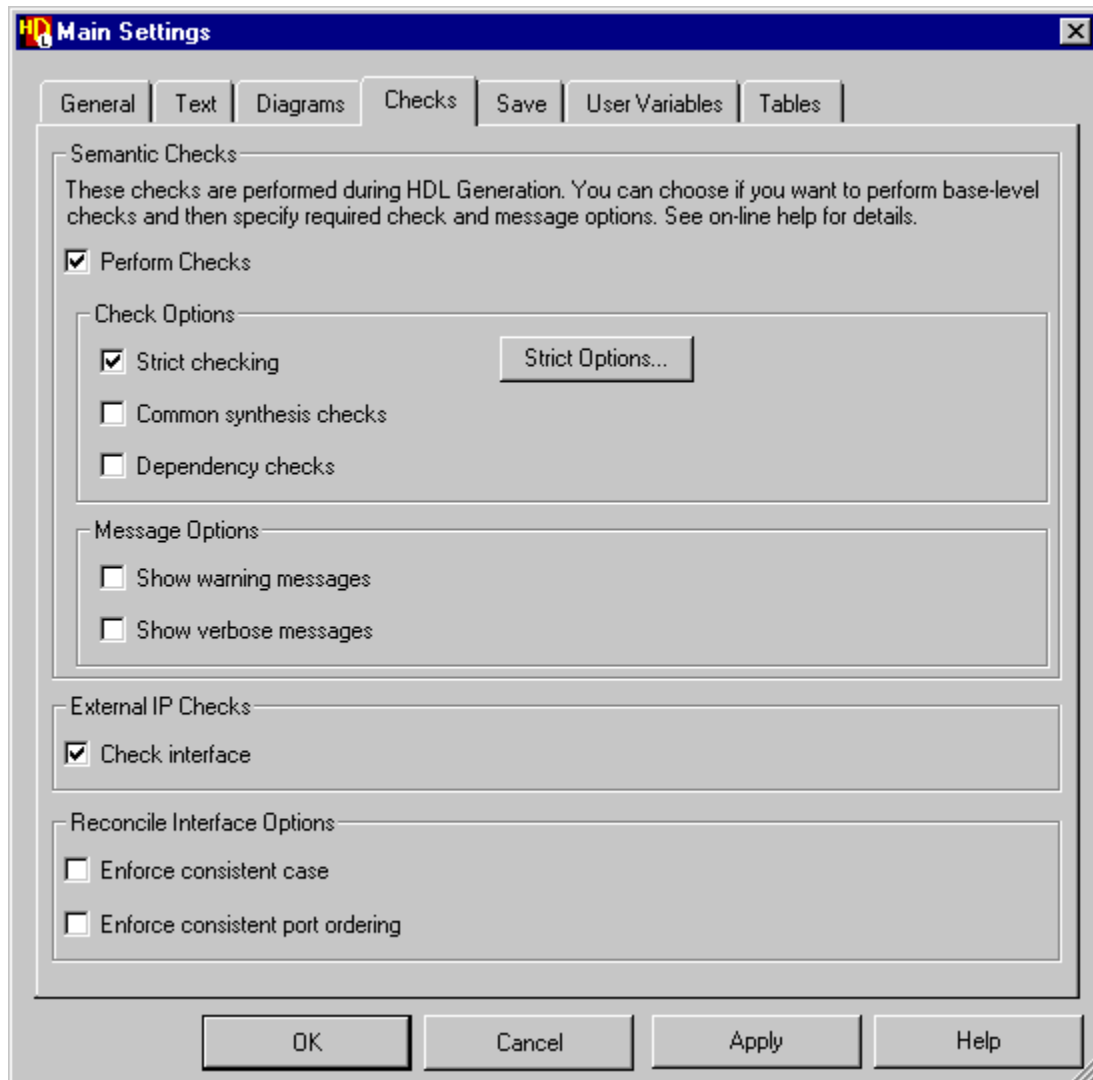 HDL Main Settings
General Text Diagrams Checks Save User Variables Tables
Semantic Checks
These checks are performed during HDL Generation. You can choose if you want to perform base-level
checks and then specify required check and message options. See on-line help for details.
Perform Checks
Check Options
Strict checking Strict Options...
Common synthesis checks
Dependency checks
Message Options
Show warning messages
Show verbose messages
External IP Checks
Check interface
Reconcile Interface Options
Enforce consistent case
Enforce consistent port ordering
OK Cancel Apply Help